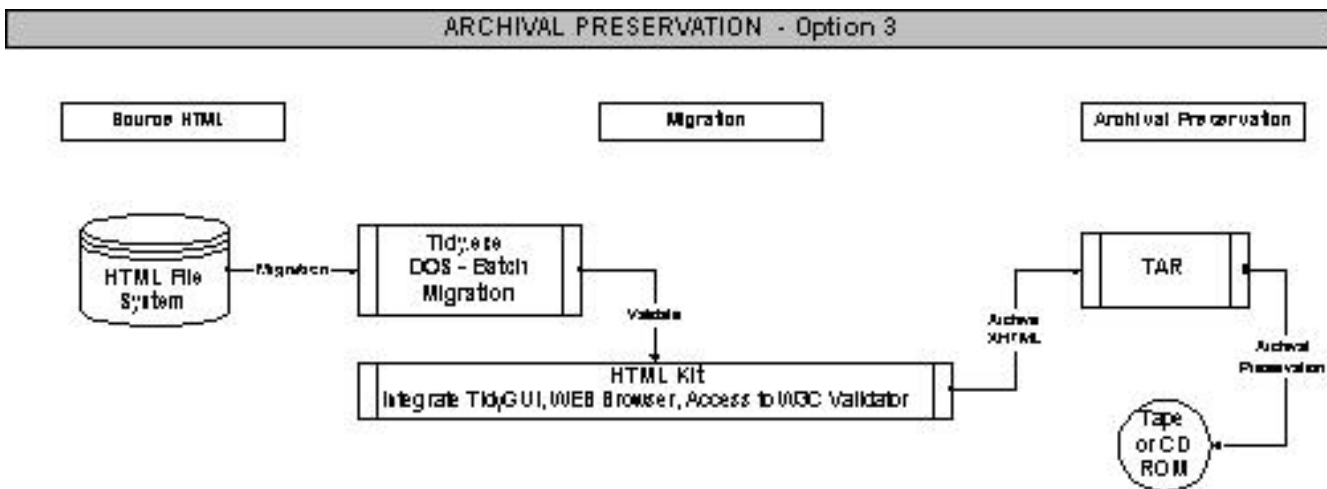 ARCHIVAL PRESERVATION - Option 3
Source HTML
Migration
Archival Preservation
HTML File
System
Migration
Tidy.exe
DOS - Batch
Migration
Validate
HTML Kit
Integrate TidyGUI, WEB Browser, Access to W3C Validator
Archive
XHTML
TAR
Archival
Preservation
Tape
or CD
ROM